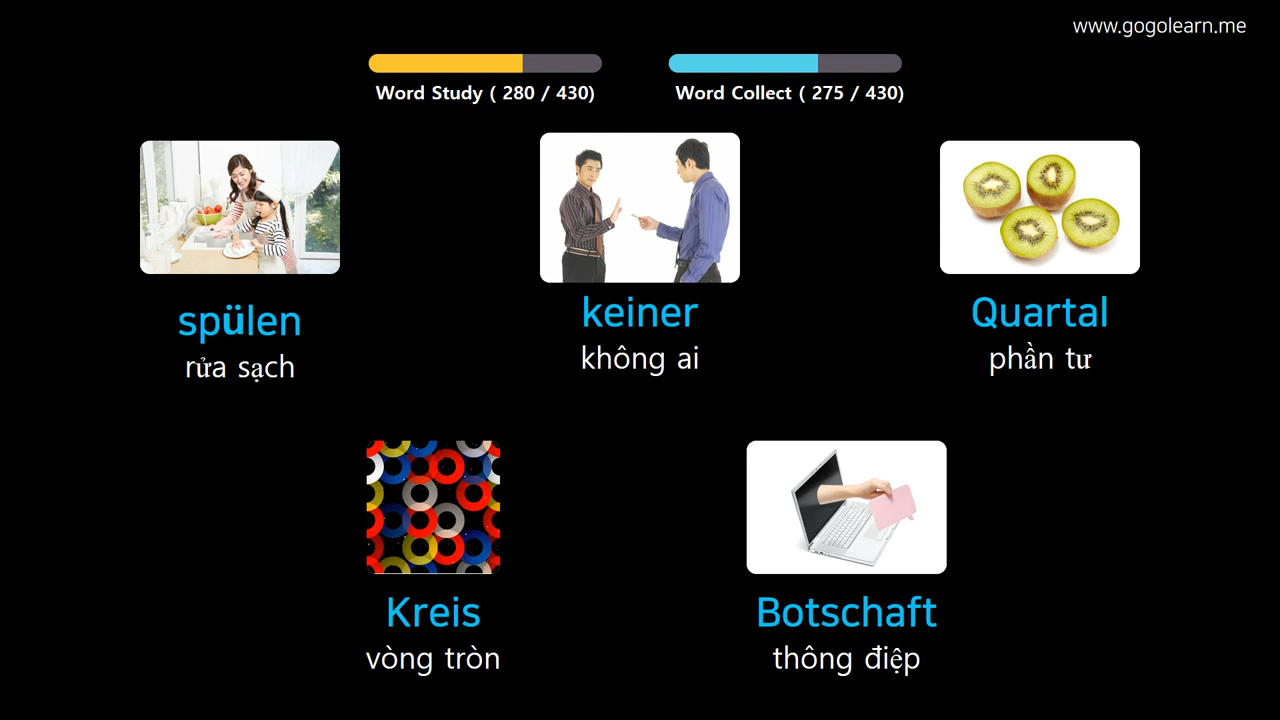 www.gogolearn.me
Word Study ( 280 / 430)
Word Collect ( 275 / 430)
spülen
rửa sạch
keiner
không ai
Quartal
phần tư
Kreis
vòng tròn
Botschaft
thông điệp